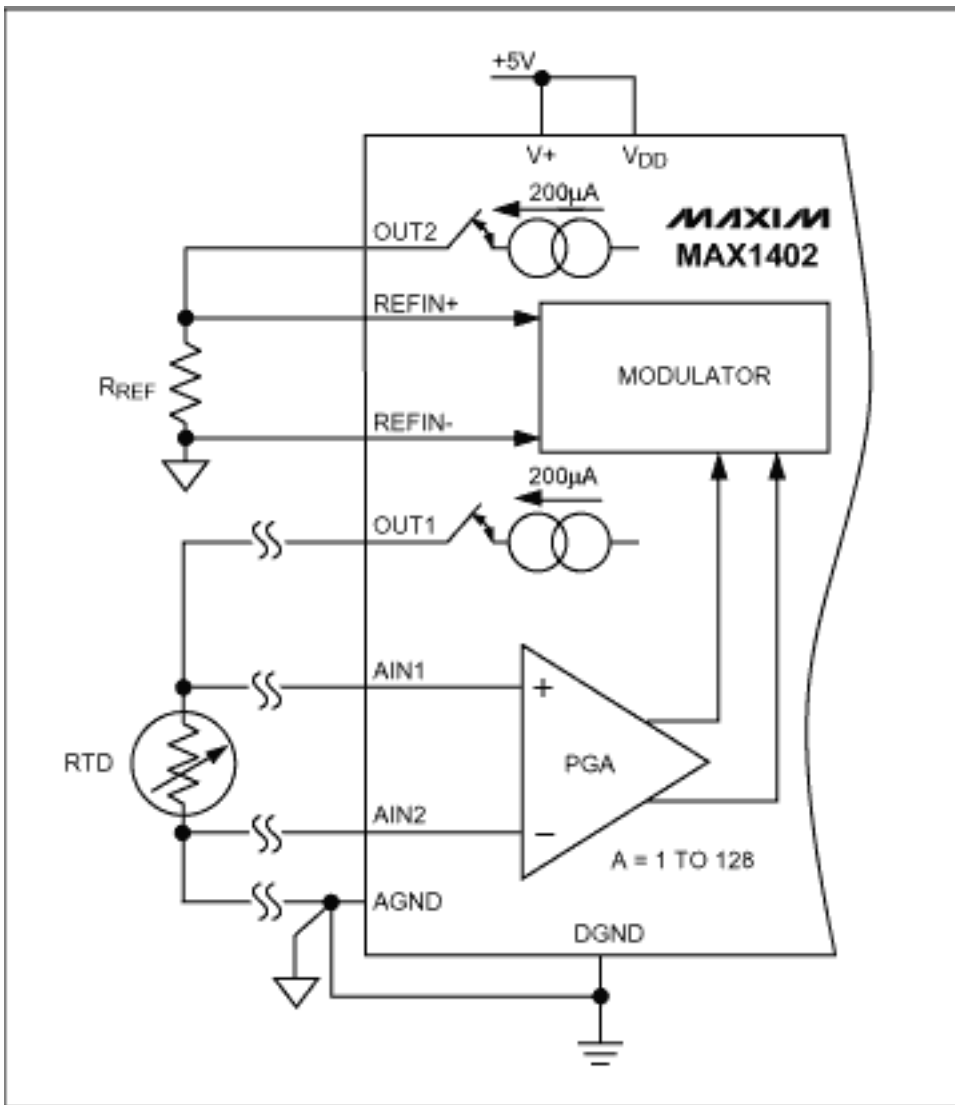 +5V
V+ VDD
200µA
OUT2
MAXIM
MAX1402
REFIN+
MODULATOR
RREF
REFIN-
200µA
OUT1
AIN1
+
RTD
PGA
AIN2
−
A = 1 TO 128
AGND
DGND